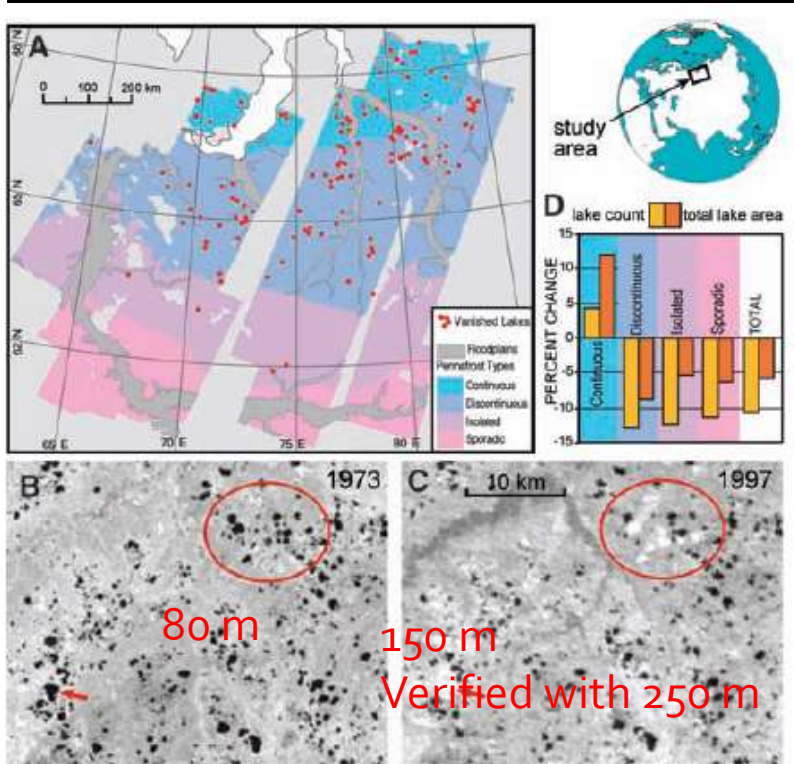 A
0 100 200 km
65 N
62 N
65 E
70 E
75 E
80 E
Vanished Lakes
Floodplains
Permafrost Types
Continuous
Discontinuous
Isolated
Sporadic
study
area
D
lake count
total lake area
PERCENT CHANGE
15
10
5
0
-5
-10
-15
Continuous
Discontinuous
Isolated
Sporadic
TOTAL
B
1973
80 m
C
10 km
1997
150 m
Verified with 250 m